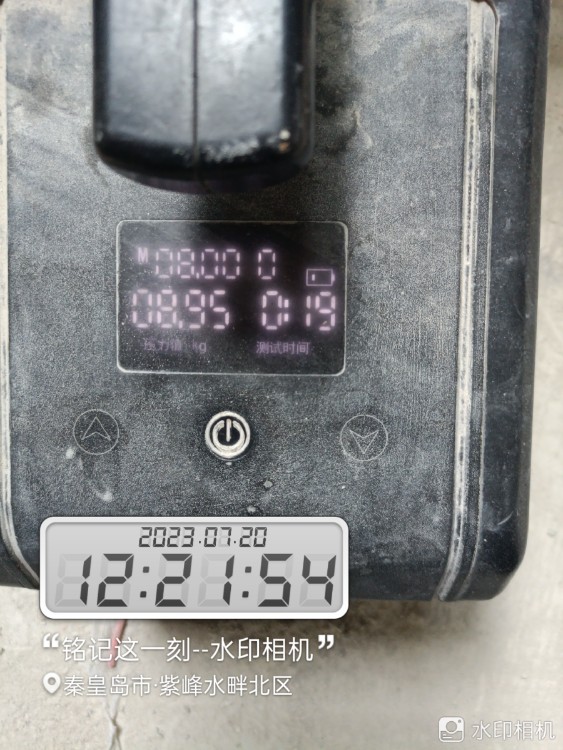 M 08.00 0
08.95 0:19
压力值: kg 测试时间
2023.07.20
12:21:54
“铭记这一刻--水印相机”
秦皇岛市·紫峰水畔北区
水印相机